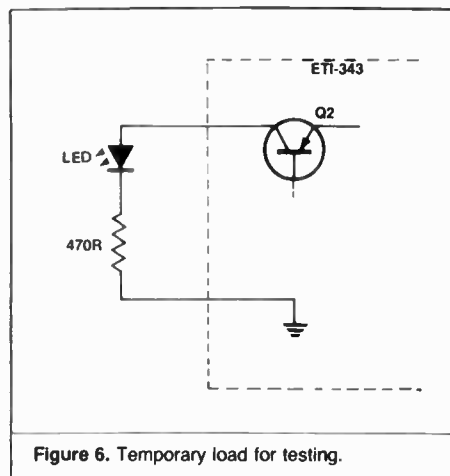 ETI-343
Q2
LED
470R
Figure 6. Temporary load for testing.